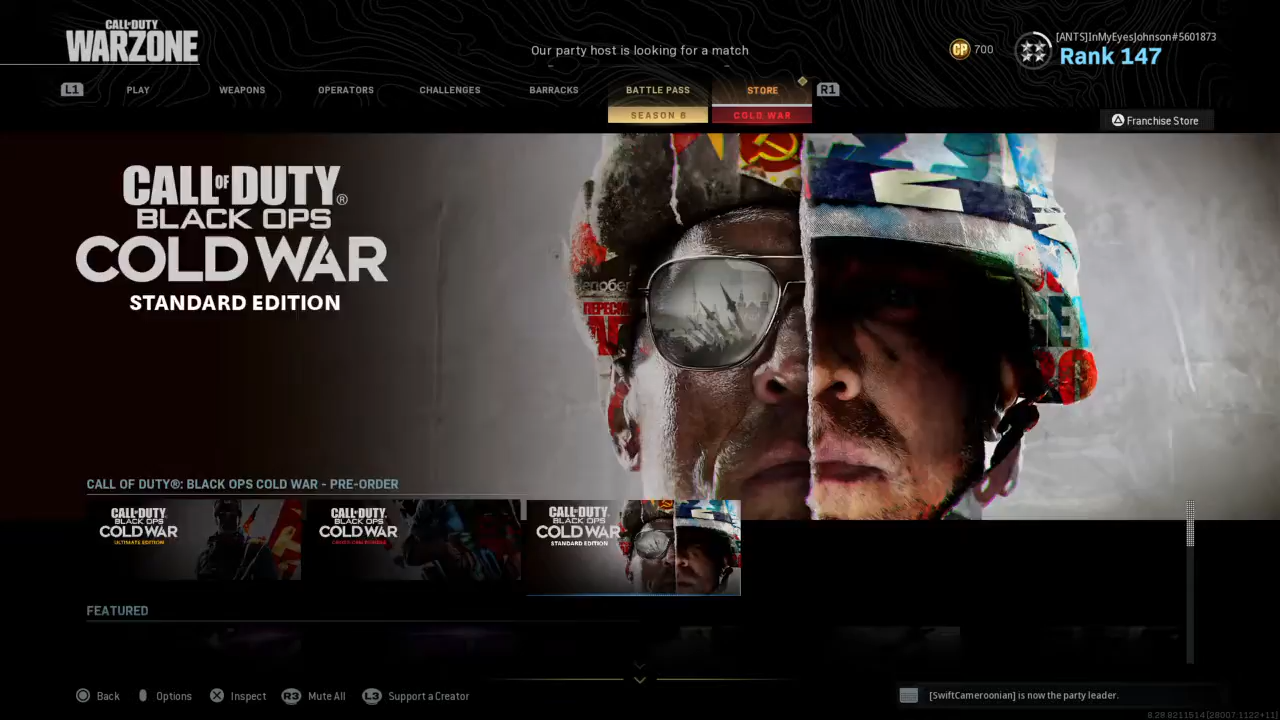 CALL OF DUTY
WARZONE
Our party host is looking for a match
CP 700
[ANTS]InMyEyesJohnson#5601873
Rank 147
L1 PLAY WEAPONS OPERATORS CHALLENGES BARRACKS BATTLE PASS STORE R1
SEASON 6 COLD WAR
Franchise Store
CALL OF DUTY®
BLACK OPS
COLD WAR
STANDARD EDITION
CALL OF DUTY®: BLACK OPS COLD WAR - PRE-ORDER
CALL OF DUTY
BLACK OPS
COLD WAR
ULTIMATE EDITION
CALL OF DUTY
BLACK OPS
COLD WAR
CALL OF DUTY
BLACK OPS
COLD WAR
STANDARD EDITION
FEATURED
Back Options Inspect R3 Mute All L3 Support a Creator
[SwiftCameroonian] is now the party leader.